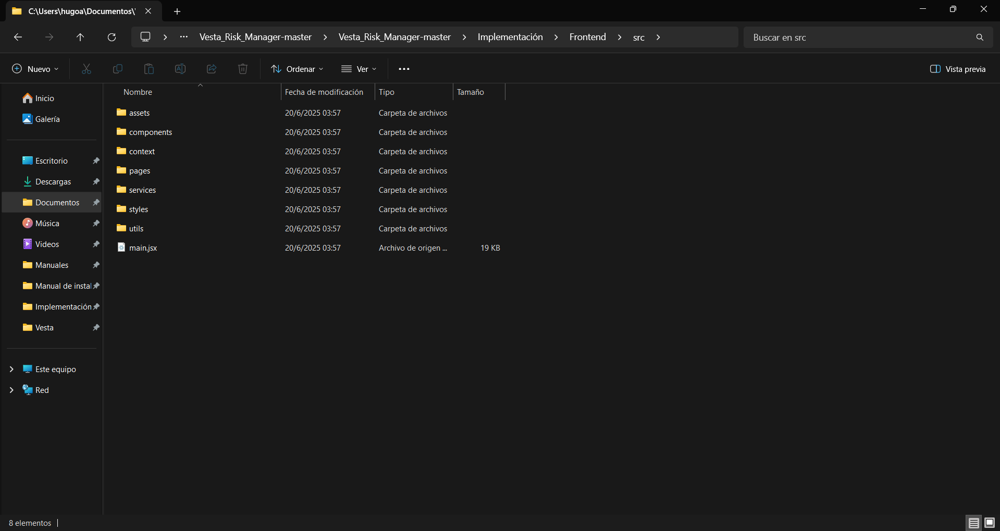 C:\Users\hugoa\Documentos\'
Vesta_Risk_Manager-master
Vesta_Risk_Manager-master
Implementación
Frontend
src
Buscar en src
Nuevo
Ordenar
Ver
Vista previa
Nombre Fecha de modificación Tipo Tamaño
assets 20/6/2025 03:57 Carpeta de archivos
components 20/6/2025 03:57 Carpeta de archivos
context 20/6/2025 03:57 Carpeta de archivos
pages 20/6/2025 03:57 Carpeta de archivos
services 20/6/2025 03:57 Carpeta de archivos
styles 20/6/2025 03:57 Carpeta de archivos
utils 20/6/2025 03:57 Carpeta de archivos
main.jsx 20/6/2025 03:57 Archivo de origen ... 19 KB
Inicio
Galería
Escritorio
Descargas
Documentos
Música
Videos
Manuales
Manual de instal
Implementación
Vesta
Este equipo
Red
8 elementos